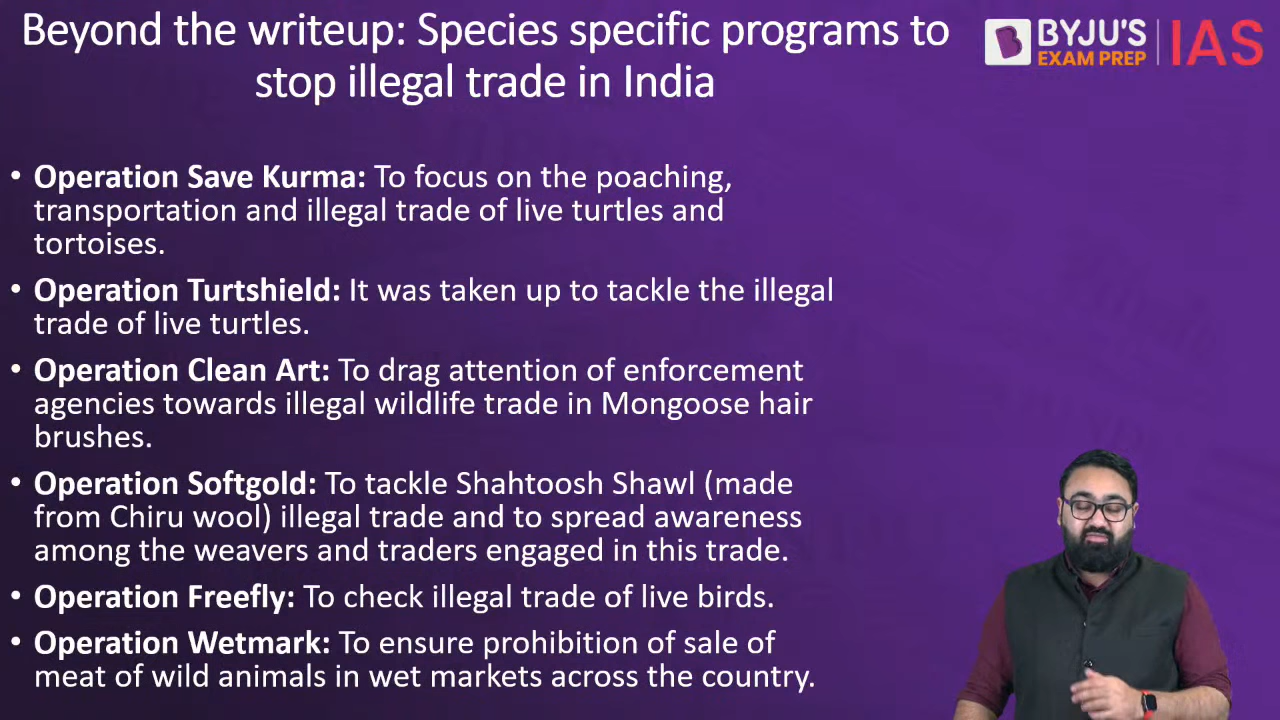 Beyond the writeup: Species specific programs to
stop illegal trade in India
BYJU'S
EXAM PREP
IAS
• Operation Save Kurma: To focus on the poaching,
transportation and illegal trade of live turtles and
tortoises.
• Operation Turtshield: It was taken up to tackle the illegal
trade of live turtles.
• Operation Clean Art: To drag attention of enforcement
agencies towards illegal wildlife trade in Mongoose hair
brushes.
• Operation Softgold: To tackle Shahtoosh Shawl (made
from Chiru wool) illegal trade and to spread awareness
among the weavers and traders engaged in this trade.
• Operation Freefly: To check illegal trade of live birds.
• Operation Wetmark: To ensure prohibition of sale of
meat of wild animals in wet markets across the country.